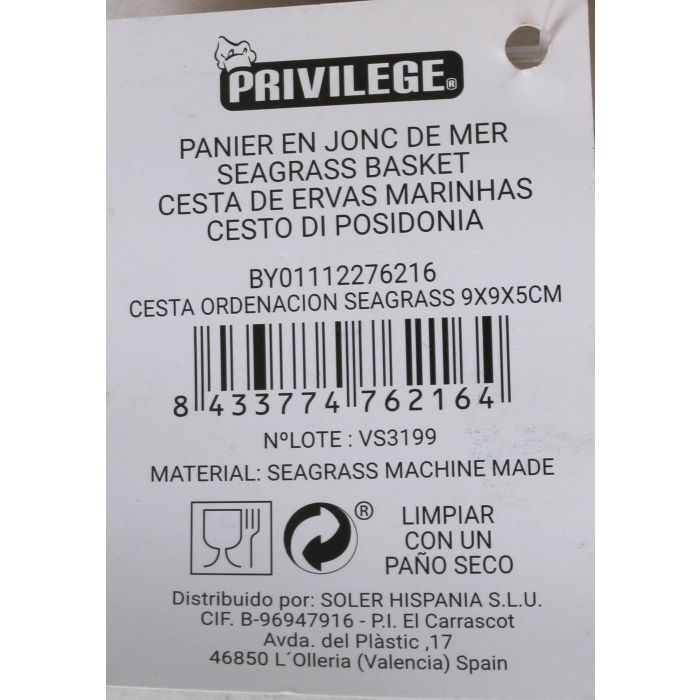 PRIVILEGE®
PANIER EN JONC DE MER
SEAGRASS BASKET
CESTA DE ERVAS MARINHAS
CESTO DI POSIDONIA
BY01112276216
CESTA ORDENACION SEAGRASS 9X9X5CM
8 433774 762164
NºLOTE : VS3199
MATERIAL: SEAGRASS MACHINE MADE
®
LIMPIAR
CON UN
PAÑO SECO
Distribuido por: SOLER HISPANIA S.L.U.
CIF. B-96947916 - P.I. El Carrascot
Avda. del Plàstic ,17
46850 L´Olleria (Valencia) Spain